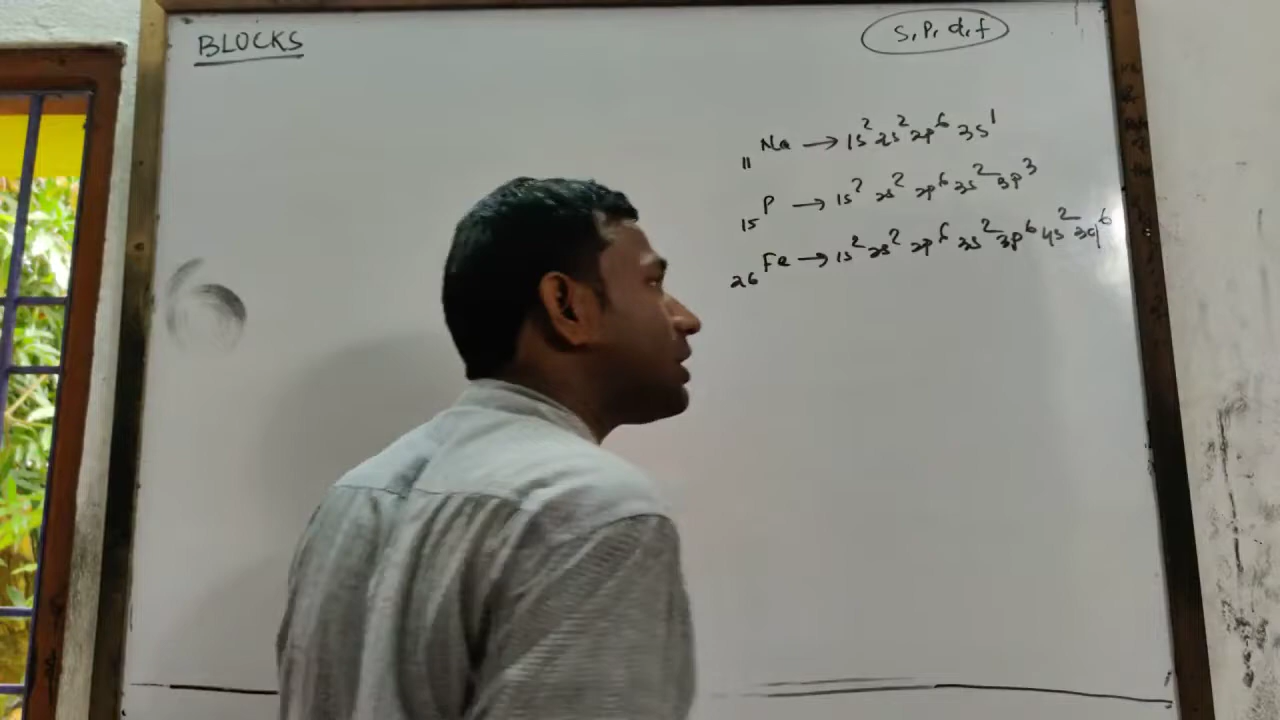 BLOCKS
s, p, d, f
₁₁Na → 1s² 2s² 2p⁶ 3s¹
₁₅P → 1s² 2s² 2p⁶ 3s² 3p³
₂₆Fe → 1s² 2s² 2p⁶ 3s² 3p⁶ 4s² 3d⁶